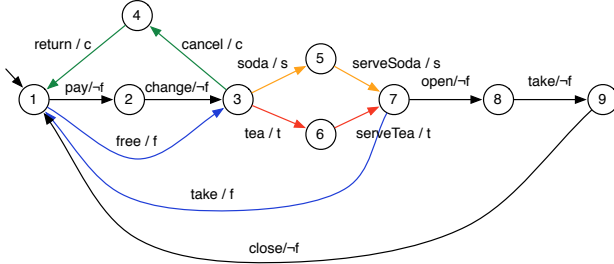 4
return / c
cancel / c
5
soda / s
serveSoda / s
pay/¬f
change/¬f
open/¬f
take/¬f
1
2
3
7
8
9
6
tea / t
serveTea / t
free / f
take / f
close/¬f